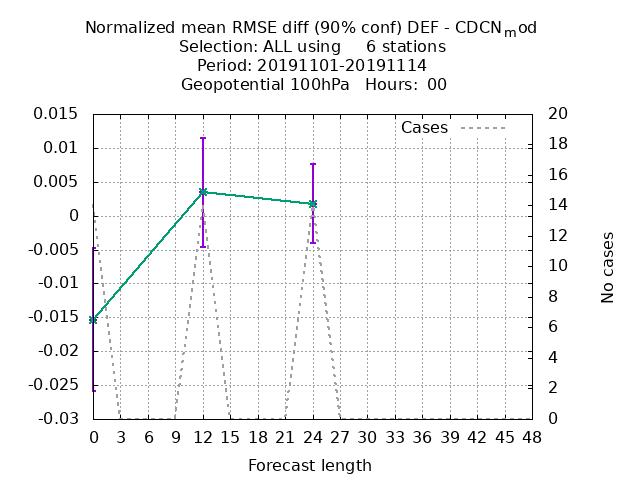 Normalized mean RMSE diff (90% conf) DEF - CDCNmod
Selection: ALL using 6 stations
Period: 20191101-20191114
Geopotential 100hPa Hours: 00
Cases
0.015
0.01
0.005
0
-0.005
-0.01
-0.015
-0.02
-0.025
-0.03
20
18
16
14
12
10
8
6
4
2
0
No cases
0 3 6 9 12 15 18 21 24 27 30 33 36 39 42 45 48
Forecast length